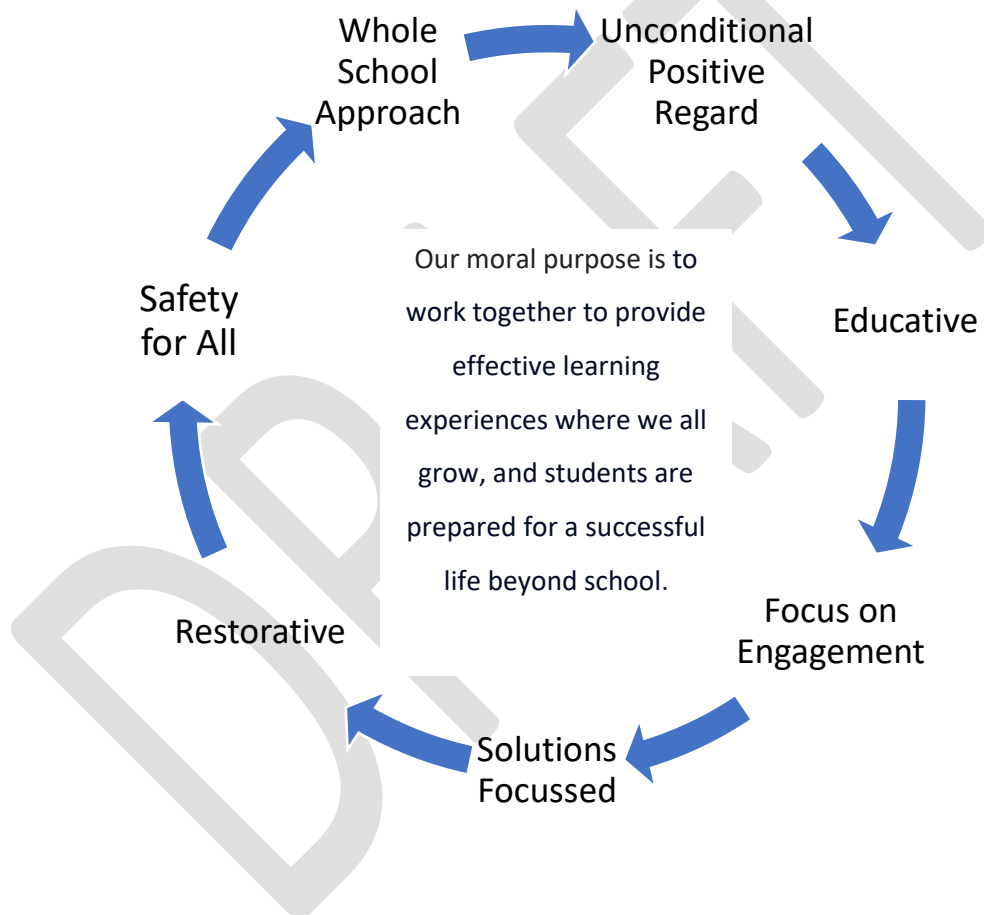 Whole
School
Approach
Unconditional
Positive
Regard
Educative
Focus on
Engagement
Solutions
Focussed
Restorative
Safety
for All
Our moral purpose is to
work together to provide
effective learning
experiences where we all
grow, and students are
prepared for a successful
life beyond school.
DRAFT